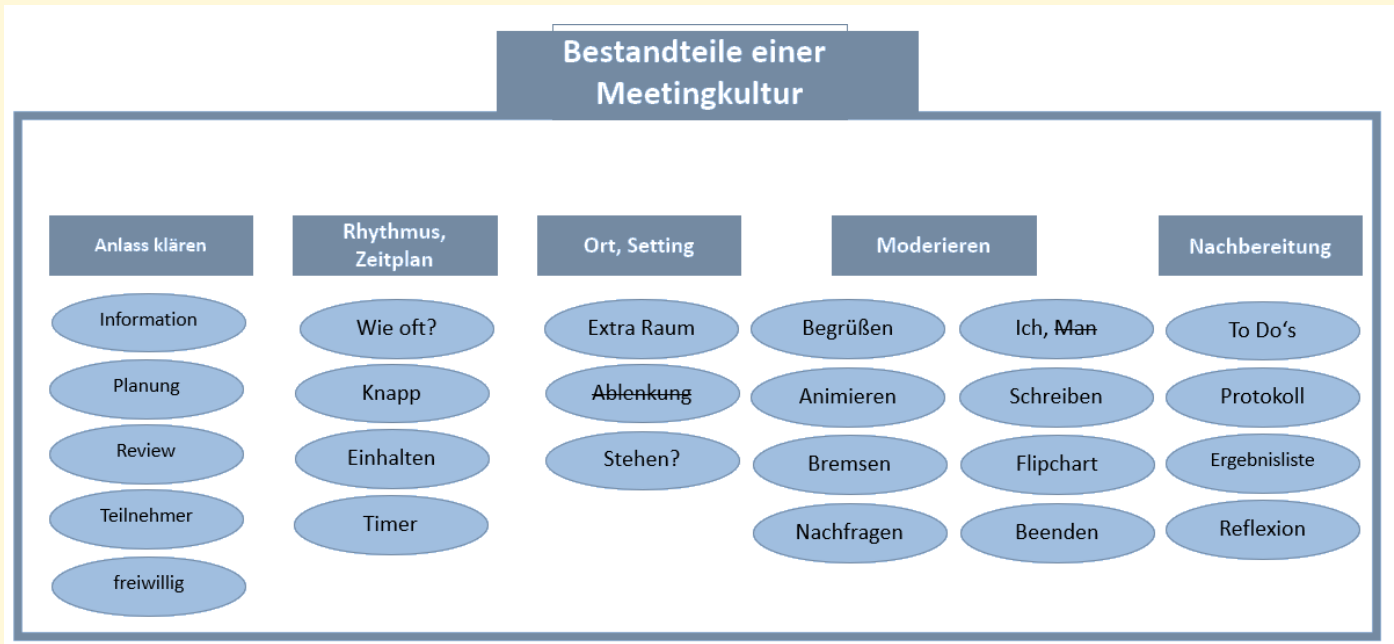 Bestandteile einer
Meetingkultur
Anlass klären
Information
Planung
Review
Teilnehmer
freiwillig
Rhythmus,
Zeitplan
Wie oft?
Knapp
Einhalten
Timer
Ort, Setting
Extra Raum
Ablenkung
Stehen?
Moderieren
Begrüßen
Animieren
Bremsen
Nachfragen
Ich, Man
Schreiben
Flipchart
Beenden
Nachbereitung
To Do‘s
Protokoll
Ergebnisliste
Reflexion